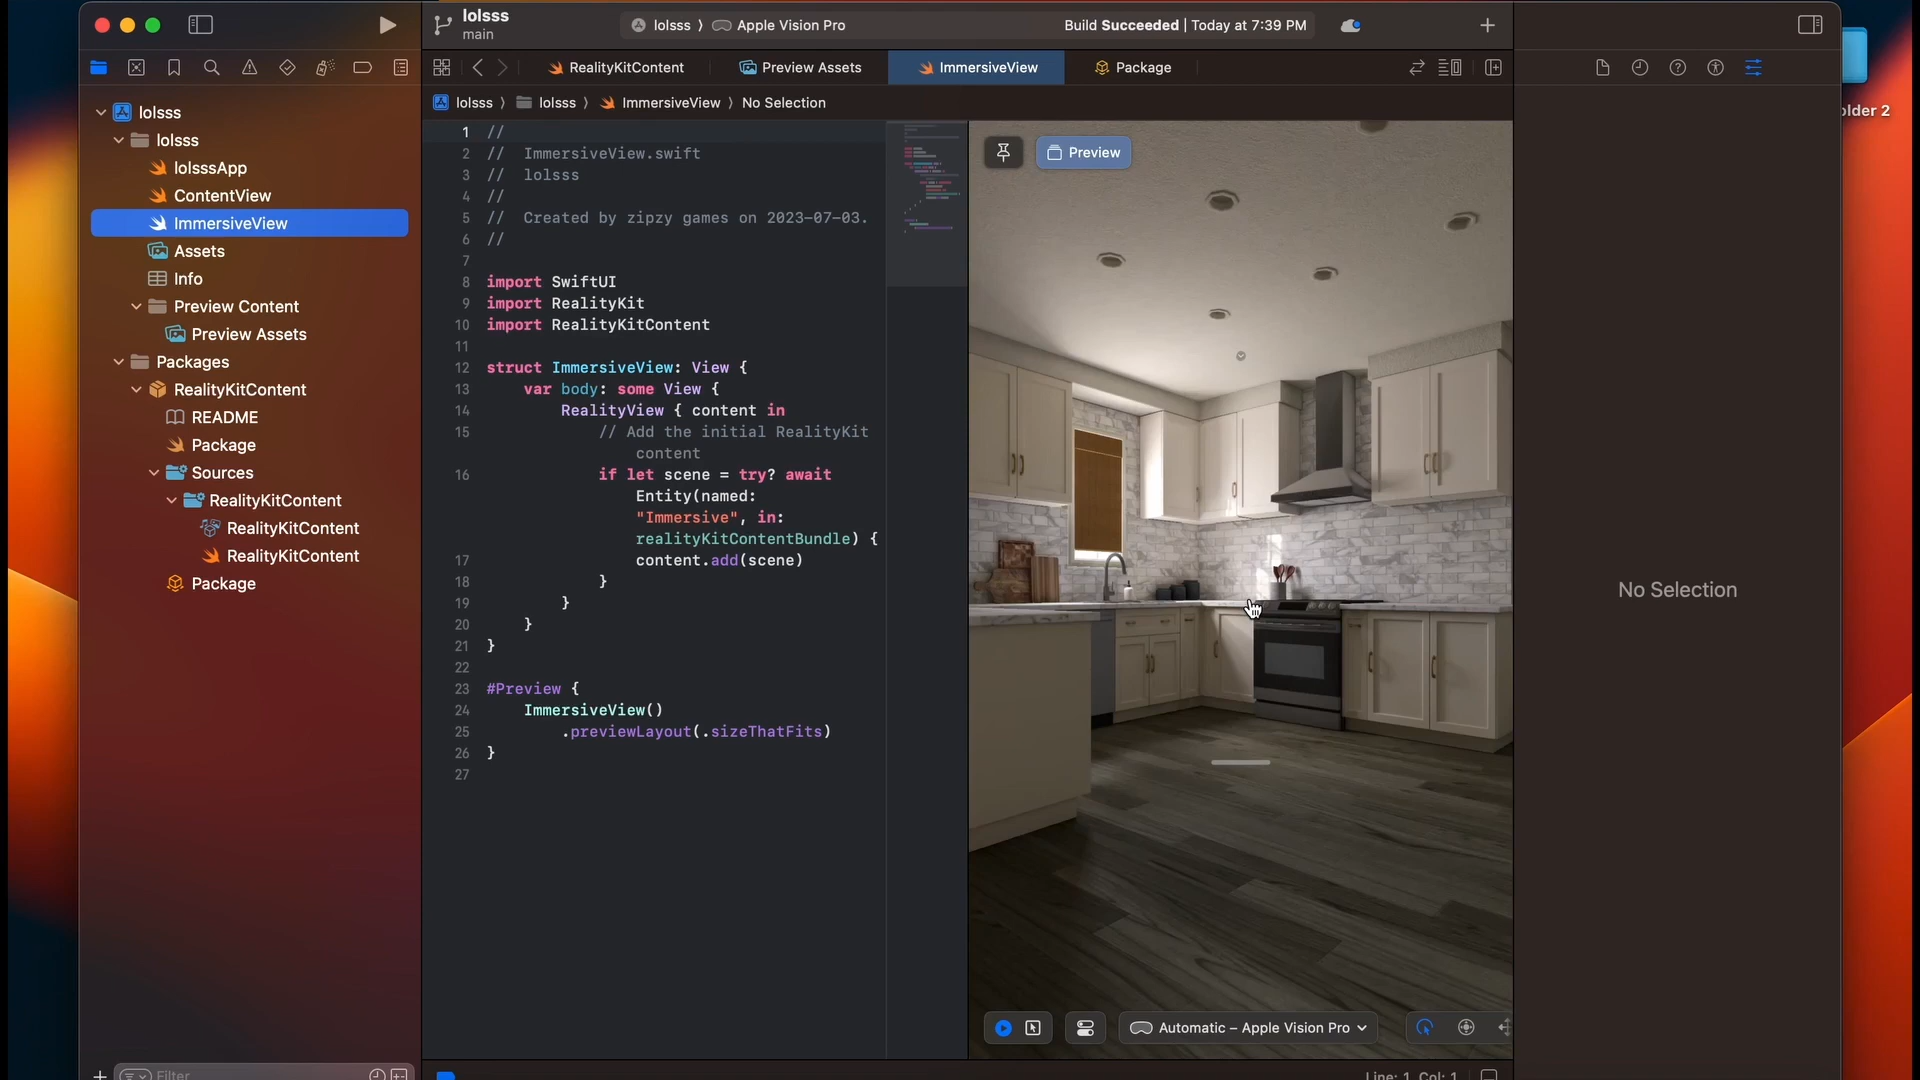 lolsss
main
lolsss 〉 Apple Vision Pro
Build Succeeded | Today at 7:39 PM
RealityKitContent
Preview Assets
ImmersiveView
Package
older 2
lolsss 〉 lolsss 〉 ImmersiveView 〉 No Selection
lolsss
lolsss
lolsssApp
ContentView
ImmersiveView
Assets
Info
Preview Content
Preview Assets
Packages
RealityKitContent
README
Package
Sources
RealityKitContent
RealityKitContent
RealityKitContent
Package
Filter
1 //
2 //  ImmersiveView.swift
3 //  lolsss
4 //
5 //  Created by zipzy games on 2023-07-03.
6 //
7
8 import SwiftUI
9 import RealityKit
10 import RealityKitContent
11
12 struct ImmersiveView: View {
13     var body: some View {
14         RealityView { content in
15             // Add the initial RealityKit
content
16             if let scene = try? await
Entity(named:
"Immersive", in:
realityKitContentBundle) {
17                 content.add(scene)
18             }
19         }
20     }
21 }
22
23 #Preview {
24     ImmersiveView()
25         .previewLayout(.sizeThatFits)
26 }
27
Preview
Automatic – Apple Vision Pro
No Selection
Line: 1 Col: 1